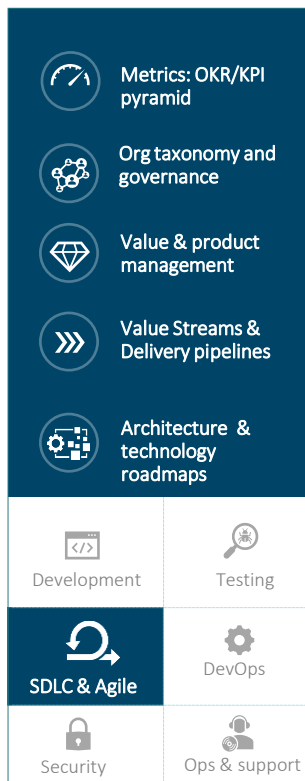 Metrics: OKR/KPI
pyramid
Org taxonomy and
governance
Value & product
management
Value Streams &
Delivery pipelines
Architecture &
technology
roadmaps
</>
Development
Testing
SDLC & Agile
DevOps
Security
Ops & support